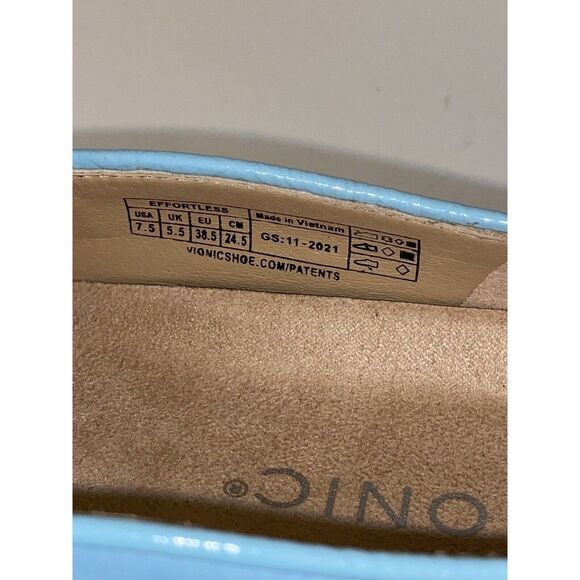 EFFORTLESS
USA UK EU CM
7.5 5.5 38.5 24.5
Made in Vietnam
GS:11-2021
VIONICSHOE.COM/PATENTS
ONIC®